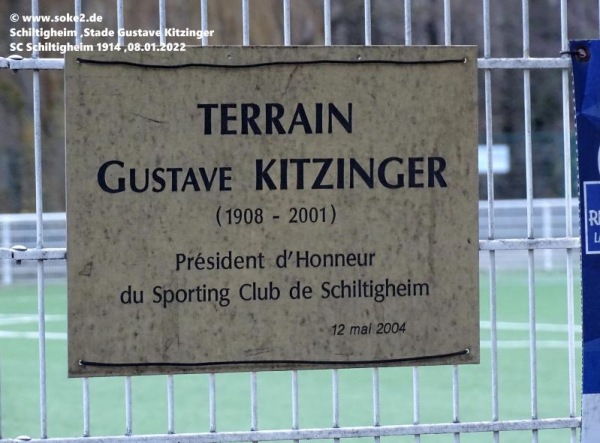 © www.soke2.de
Schiltigheim ,Stade Gustave Kitzinger
SC Schiltigheim 1914 ,08.01.2022
TERRAIN
GUSTAVE KITZINGER
(1908 - 2001)
Président d'Honneur
du Sporting Club de Schiltigheim
12 mai 2004